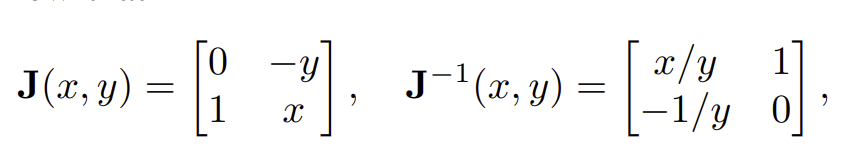 J(x, y) = [0 −y; 1 x], J⁻¹(x, y) = [x/y 1; −1/y 0],